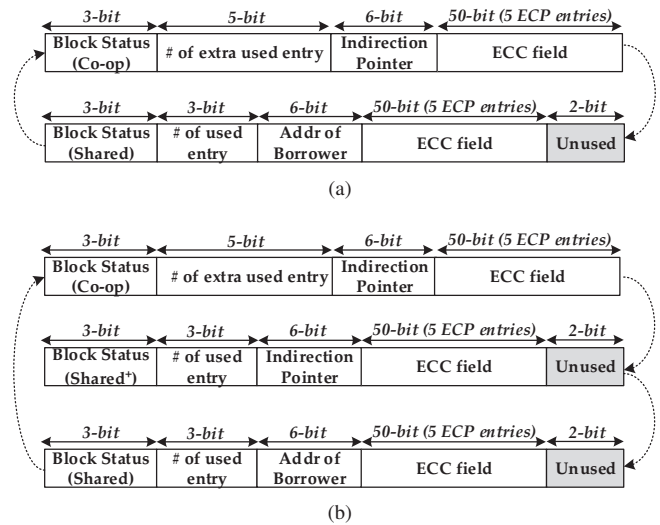 3-bit 5-bit 6-bit 50-bit (5 ECP entries)
Block Status (Co-op) # of extra used entry Indirection Pointer ECC field
3-bit 3-bit 6-bit 50-bit (5 ECP entries) 2-bit
Block Status (Shared) # of used entry Addr of Borrower ECC field Unused
(a)
3-bit 5-bit 6-bit 50-bit (5 ECP entries)
Block Status (Co-op) # of extra used entry Indirection Pointer ECC field
3-bit 3-bit 6-bit 50-bit (5 ECP entries) 2-bit
Block Status (Shared⁺) # of used entry Indirection Pointer ECC field Unused
3-bit 3-bit 6-bit 50-bit (5 ECP entries) 2-bit
Block Status (Shared) # of used entry Addr of Borrower ECC field Unused
(b)